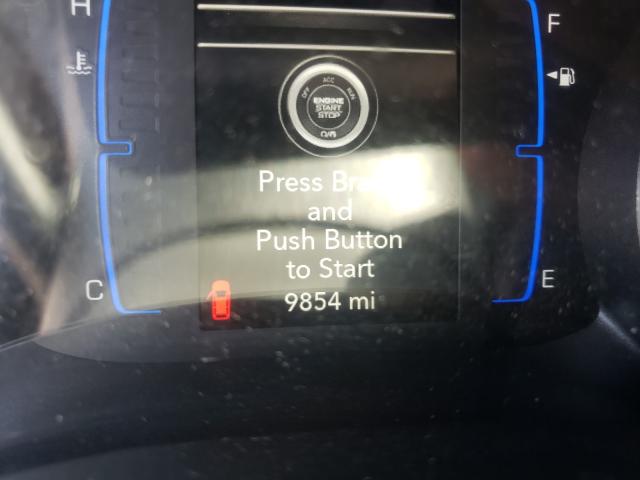 H
F
OFF ACC RUN
ENGINE
START
STOP
Press
and
Push Button
to Start
C
E
9854 mi